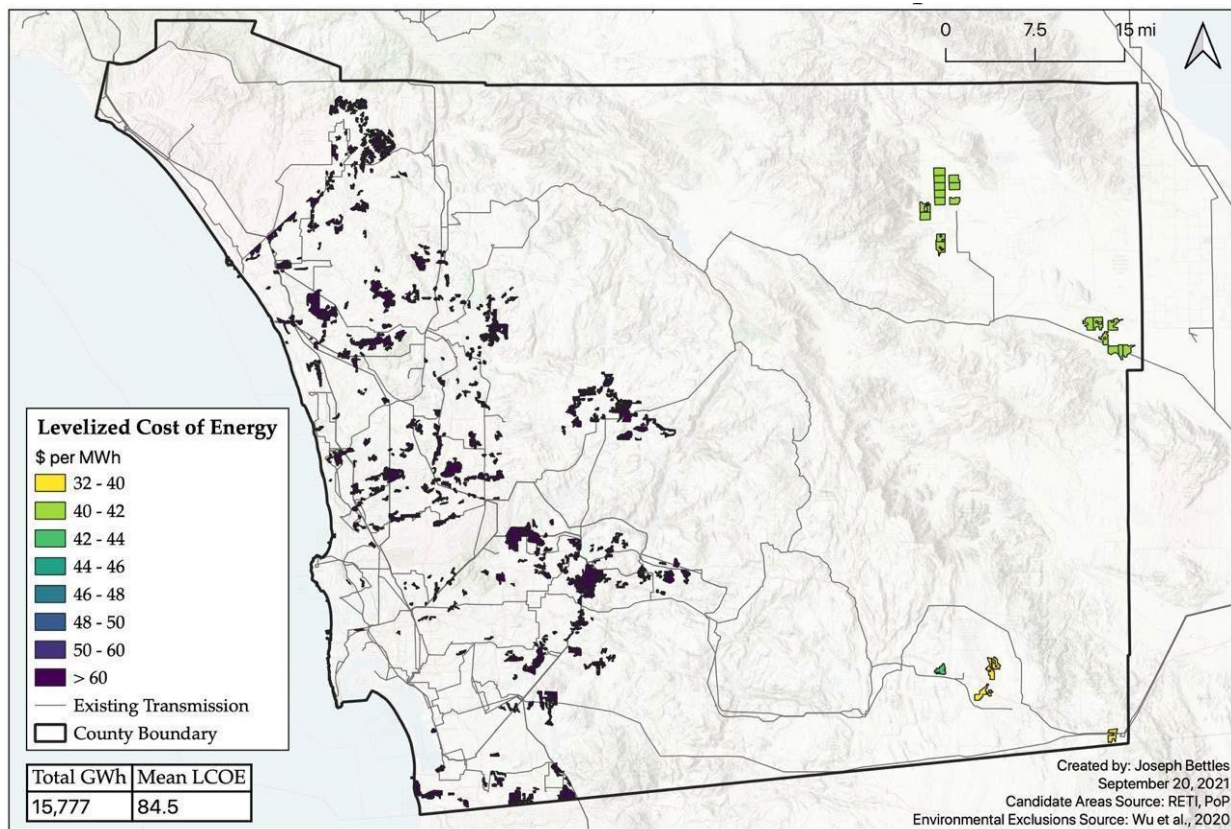 0 7.5 15 mi
Levelized Cost of Energy
$ per MWh
32 - 40
40 - 42
42 - 44
44 - 46
46 - 48
48 - 50
50 - 60
> 60
Existing Transmission
County Boundary
Total GWh Mean LCOE
15,777 84.5
Created by: Joseph Bettles
September 20, 2021
Candidate Areas Source: RETI, PoP
Environmental Exclusions Source: Wu et al., 2020